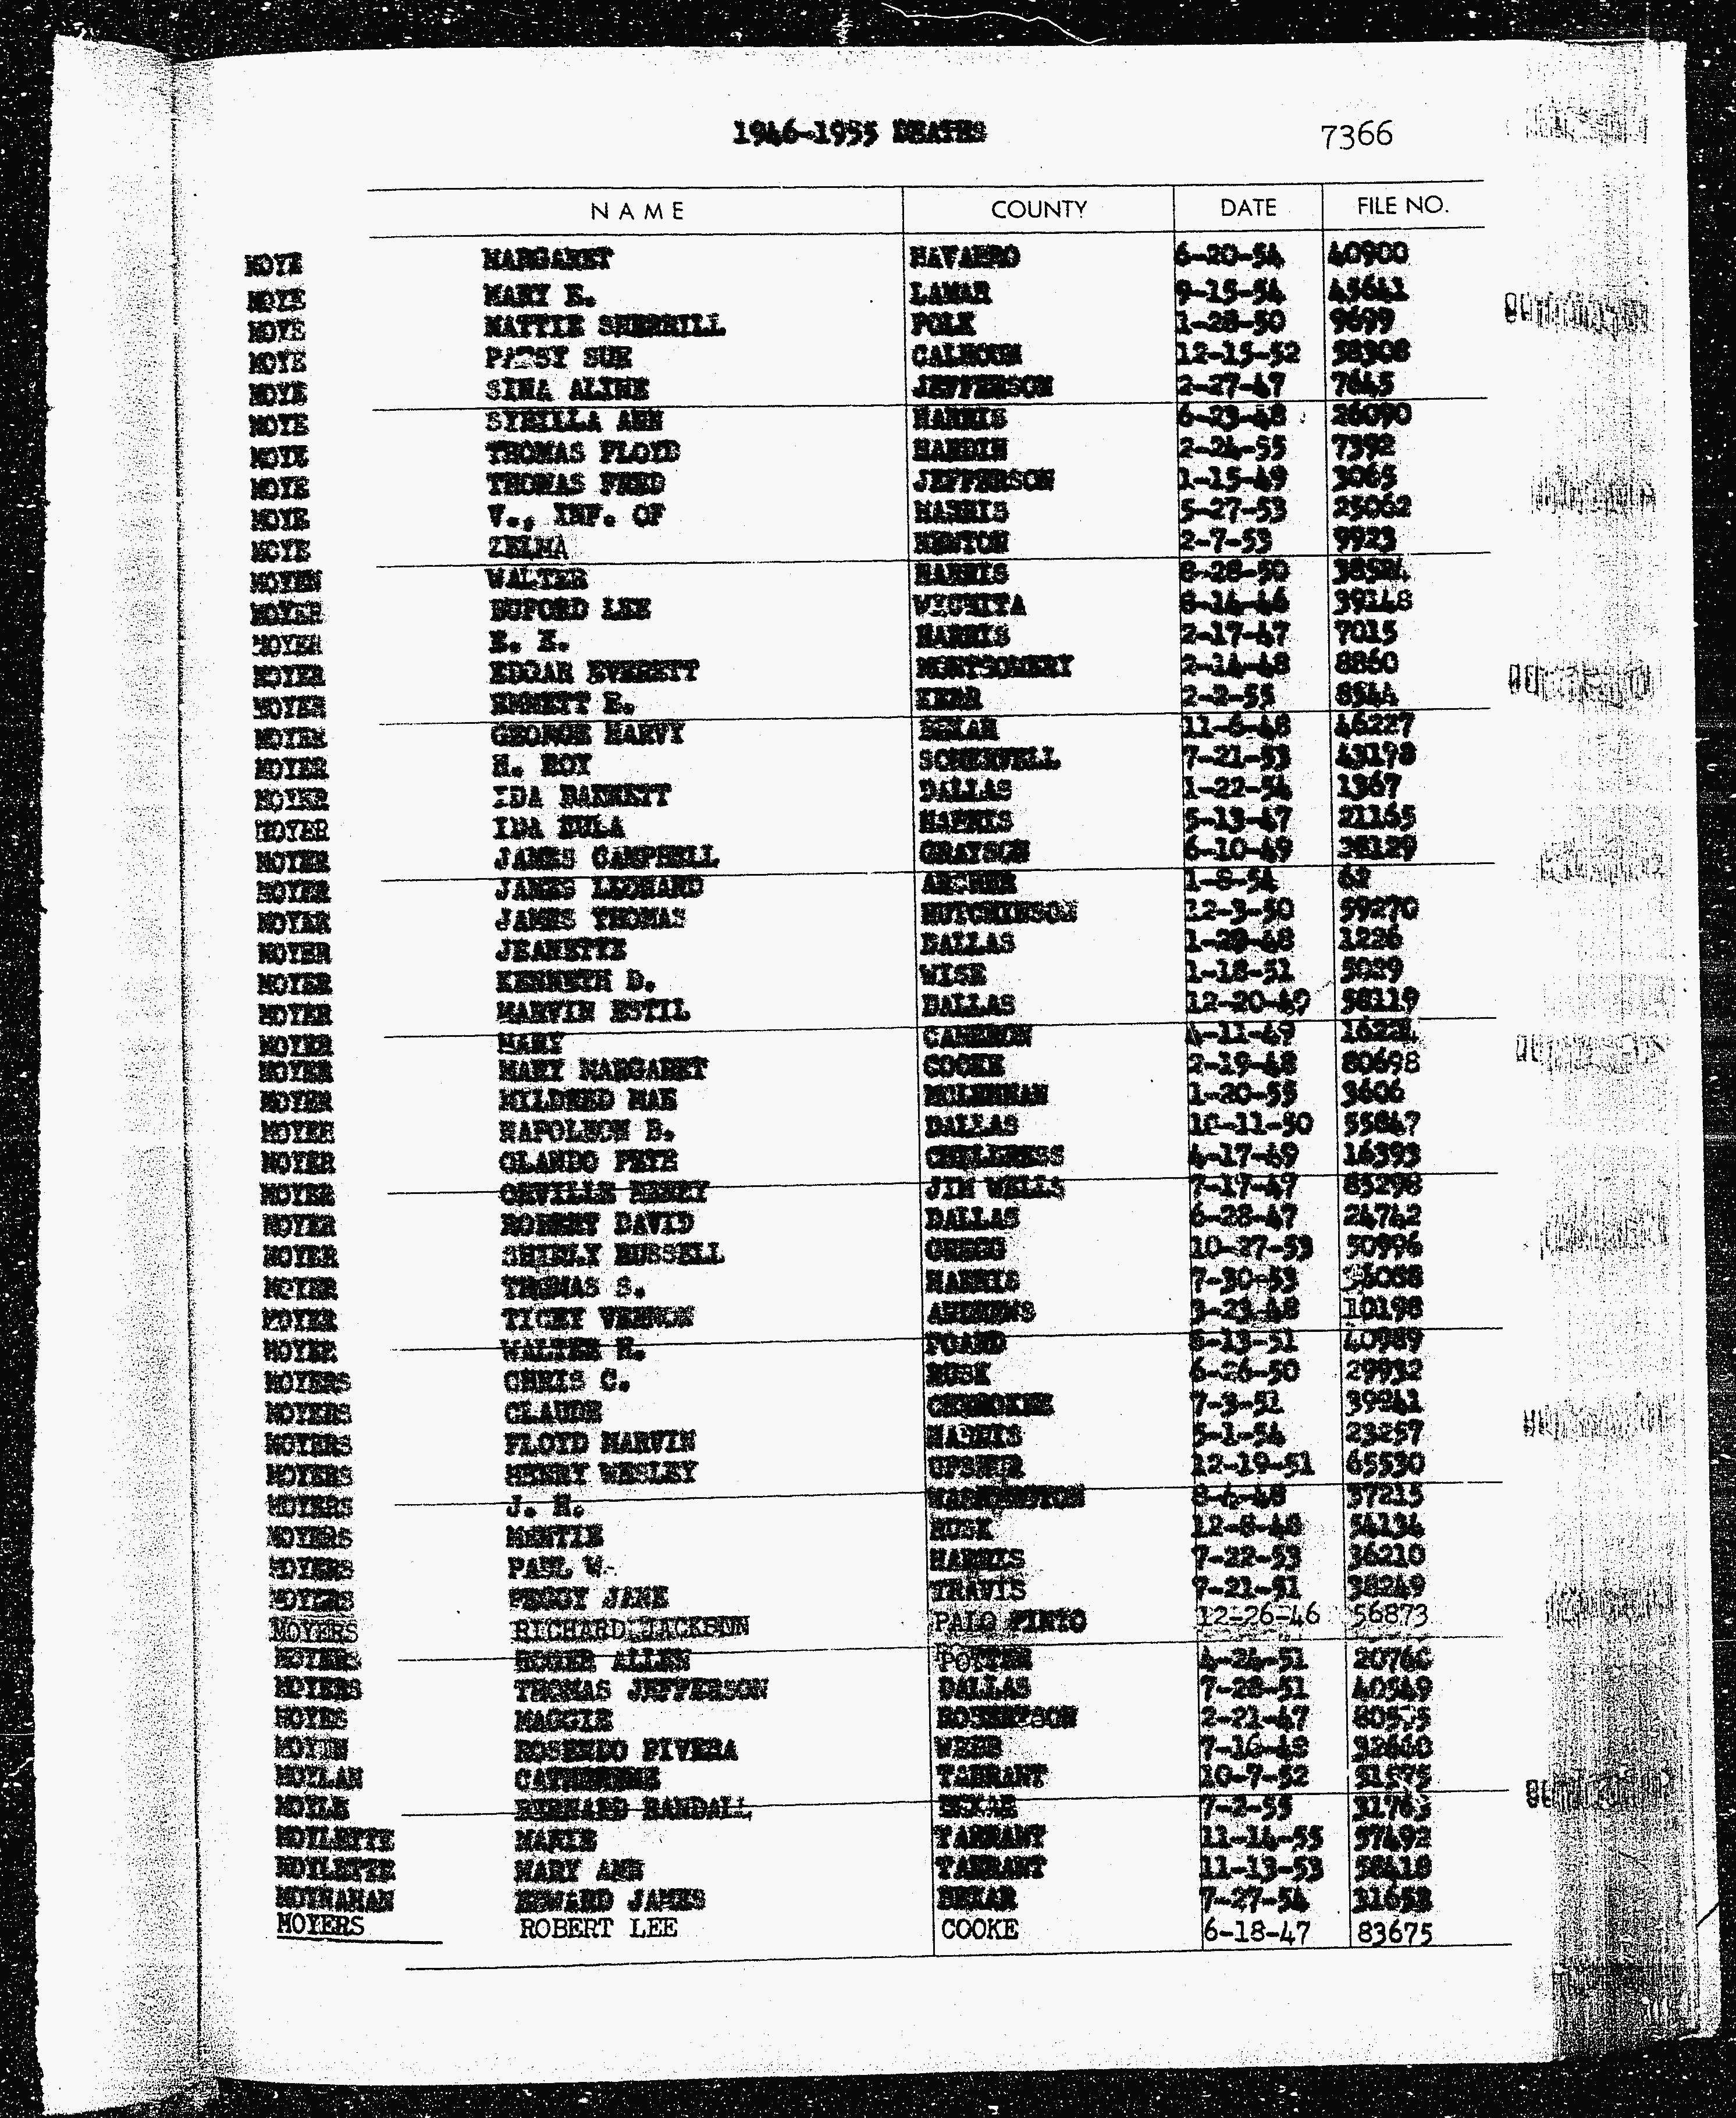 1946-1955 DEATHS 7366
NAME COUNTY DATE FILE NO.
MOYE MARGARET NAVARRO 6-20-54 40900
MOYE MARY E. LAMAR 9-15-54 45641
MOYE MATTIE SHERRILL POLK 1-28-50 9699
MOYE PATSY SUE CALHOUN 12-15-52 58308
MOYE SINA ALINE JEFFERSON 2-27-47 7645
MOYE SYBILLA ANN HARRIS 6-23-48 26090
MOYE THOMAS FLOYD HARDIN 2-24-55 7392
MOYE THOMAS FRED JEFFERSON 1-15-49 3065
MOYE V., INF. OF HARRIS 5-27-53 25062
MOYE ZELMA NEWTON 2-7-53 9923
MOYEN WALTER HARRIS 8-28-50 38524
MOYER BUFORD LEE WICHITA 8-14-46 39148
MOYER E. HARRIS 2-17-47 7015
MOYER EDGAR EVERETT MONTGOMERY 2-14-48 8860
MOYER EMMETT E. KERR 2-2-55 8544
MOYER GEORGE HARVY BEXAR 11-6-48 46227
MOYER H. ROY SOMERVELL 7-21-53 43198
MOYER IDA BARNETT DALLAS 1-22-54 1367
MOYER IDA EULA HARRIS 5-13-47 21165
MOYER JAMES CAMPBELL GRAYSON 6-10-49 38129
MOYER JAMES LEONARD ARCHER 1-8-54 62
MOYER JAMES THOMAS HUTCHINSON 12-3-50 59270
MOYER JEANETTE DALLAS 1-29-48 1226
MOYER KENNETH D. WISE 1-18-51 5029
MOYER MARVIN ESTIL DALLAS 12-20-49 58119
MOYER MARY CAMERON 4-11-49 16224
MOYER MARY MARGARET COOKE 2-19-48 80698
MOYER MILDRED MAE MCLENNAN 1-20-55 3606
MOYER NAPOLEON B. DALLAS 10-11-50 55847
MOYER OLANDO PETE CHILDRESS 4-17-49 16393
MOYER ORVILLE HENRY JIM WELLS 7-17-47 85298
MOYER ROBERT DAVID DALLAS 6-28-47 24742
MOYER SHIRLY RUSSELL GREGG 10-27-53 50996
MOYER THOMAS S. HARRIS 7-30-53 36088
MOYER VERNON ANDREWS 3-23-48 10198
MOYER WALTER H. FOARD 8-13-51 40989
MOYERS CHRIS C. RUSK 6-26-50 29932
MOYERS CLAUDE CHEROKEE 7-3-51 39241
MOYERS FLOYD MARVIN HARRIS 5-1-54 23257
MOYERS HENRY WESLEY UPSHUR 12-19-51 65530
MOYERS J. H. WASHINGTON 8-4-48 37215
MOYERS MENTIE RUSK 12-8-48 54134
MOYERS PAUL W. HARRIS 7-22-53 36210
MOYERS PEGGY JANE TRAVIS 7-21-51 38249
MOYERS RICHARD JACKSON PALO PINTO 12-26-46 56873
MOYERS ROGER ALLEN POTTER 4-24-51 20760
MOYERS THOMAS JEFFERSON DALLAS 7-28-51 40549
MOYES MAGGIE ROBERTSON 2-21-47
MOYIN ROSENDO RIVERA WEBB 7-16-48 32640
MOYLAN CATHERINE TARRANT 10-7-52 51575
MOYLE BERNARD RANDALL BEXAR 7-2-55 31763
MOYLETTE MARIE TARRANT 11-14-55 57492
MOYLETTE MARY ANN TARRANT 11-13-53 58418
MOYNAHAN EDWARD JAMES BEXAR 7-27-54 31658
MOYERS ROBERT LEE COOKE 6-18-47 83675